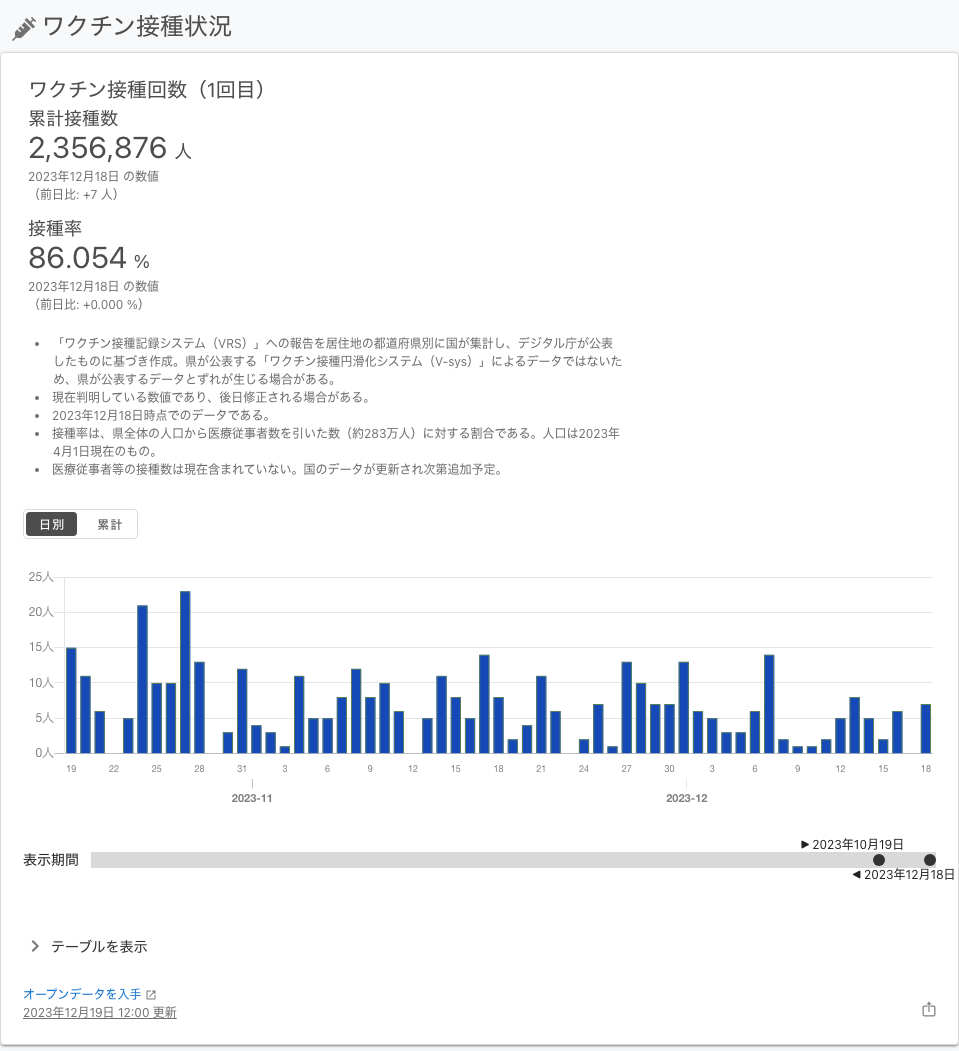 ワクチン接種状況
ワクチン接種回数（1回目）
累計接種数
2,356,876 人
2023年12月18日 の数値
（前日比: +7 人）
接種率
86.054 %
2023年12月18日 の数値
（前日比: +0.000 %）
• 「ワクチン接種記録システム（VRS）」への報告を居住地の都道府県別に国が集計し、デジタル庁が公表
したものに基づき作成。県が公表する「ワクチン接種円滑化システム（V-sys）」によるデータではないた
め、県が公表するデータとずれが生じる場合がある。
• 現在判明している数値であり、後日修正される場合がある。
• 2023年12月18日時点でのデータである。
• 接種率は、県全体の人口から医療従事者数を引いた数（約283万人）に対する割合である。人口は2023年
4月1日現在のもの。
• 医療従事者等の接種数は現在含まれていない。国のデータが更新され次第追加予定。
日別 累計
25人
20人
15人
10人
5人
0人
19 22 25 28 31 3 6 9 12 15 18 21 24 27 30 3 6 9 12 15 18
2023-11 2023-12
▶ 2023年10月19日
表示期間
◀ 2023年12月18日
テーブルを表示
オープンデータを入手
2023年12月19日 12:00 更新